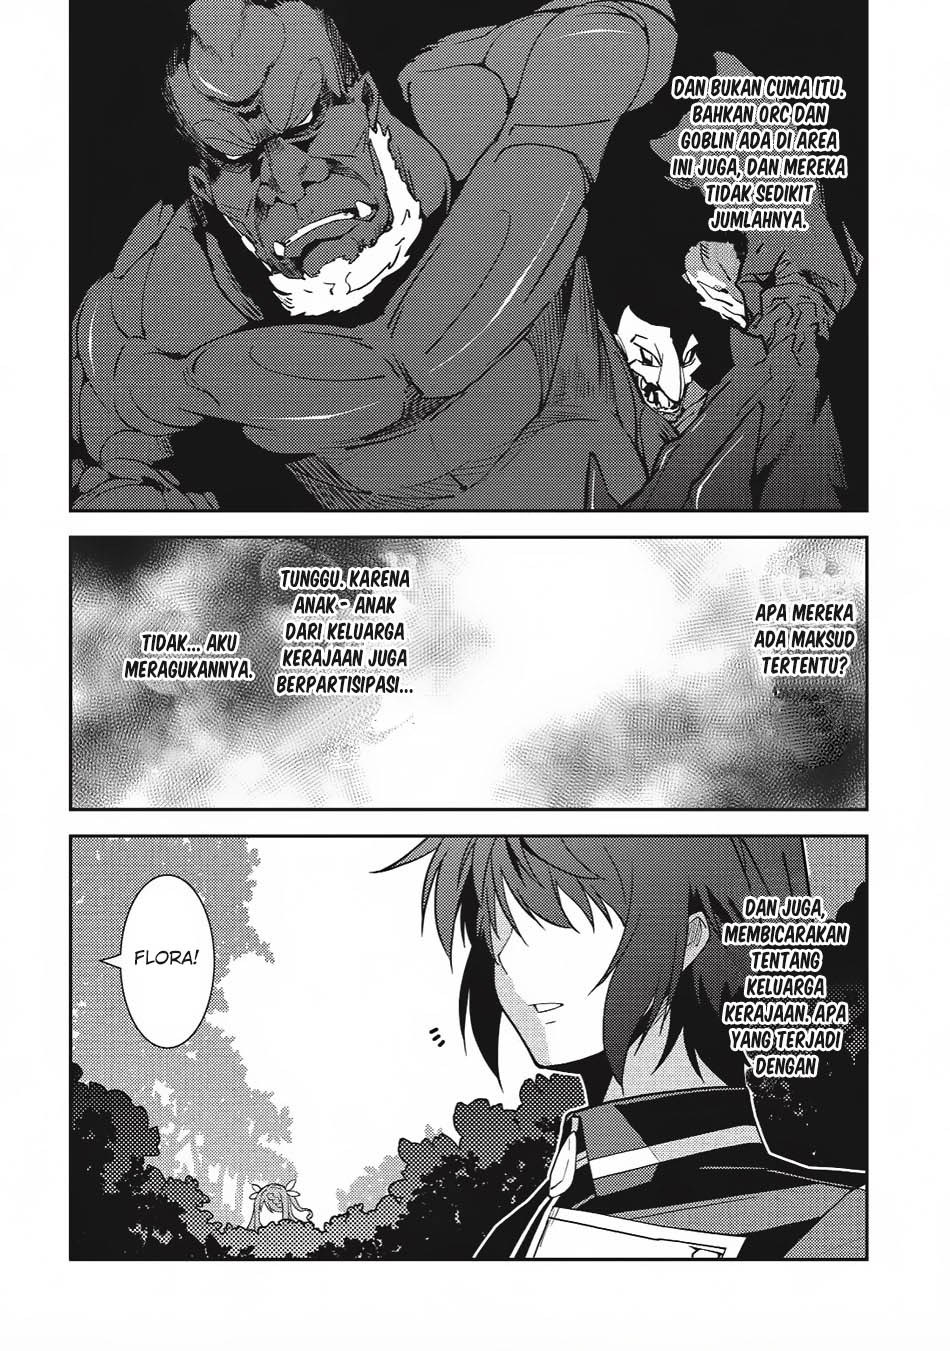 DAN BUKAN CUMA ITU.
BAHKAN ORC DAN
GOBLIN ADA DI AREA
INI JUGA, DAN MEREKA
TIDAK SEDIKIT
JUMLAHNYA.
APA MEREKA
ADA MAKSUD
TERTENTU?
TUNGGU. KARENA
ANAK - ANAK
DARI KELUARGA
KERAJAAN JUGA
BERPARTISIPASI...
TIDAK... AKU
MERAGUKANNYA.
DAN JUGA,
MEMBICARAKAN
TENTANG
KELUARGA
KERAJAAN. APA
YANG TERJADI
DENGAN
FLORA!